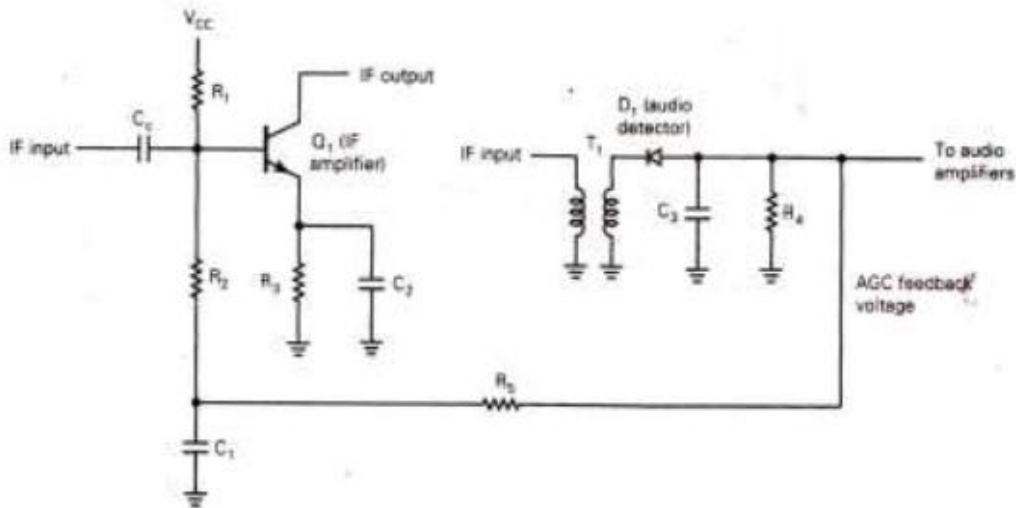 V_CC
R_1
IF output
C_c
IF input
Q_1 (IF
amplifier)
D_1 (audio
detector)
IF input
T_1
To audio
amplifiers
C_3
R_4
R_2
R_3
C_2
AGC feedback
voltage
R_5
C_1